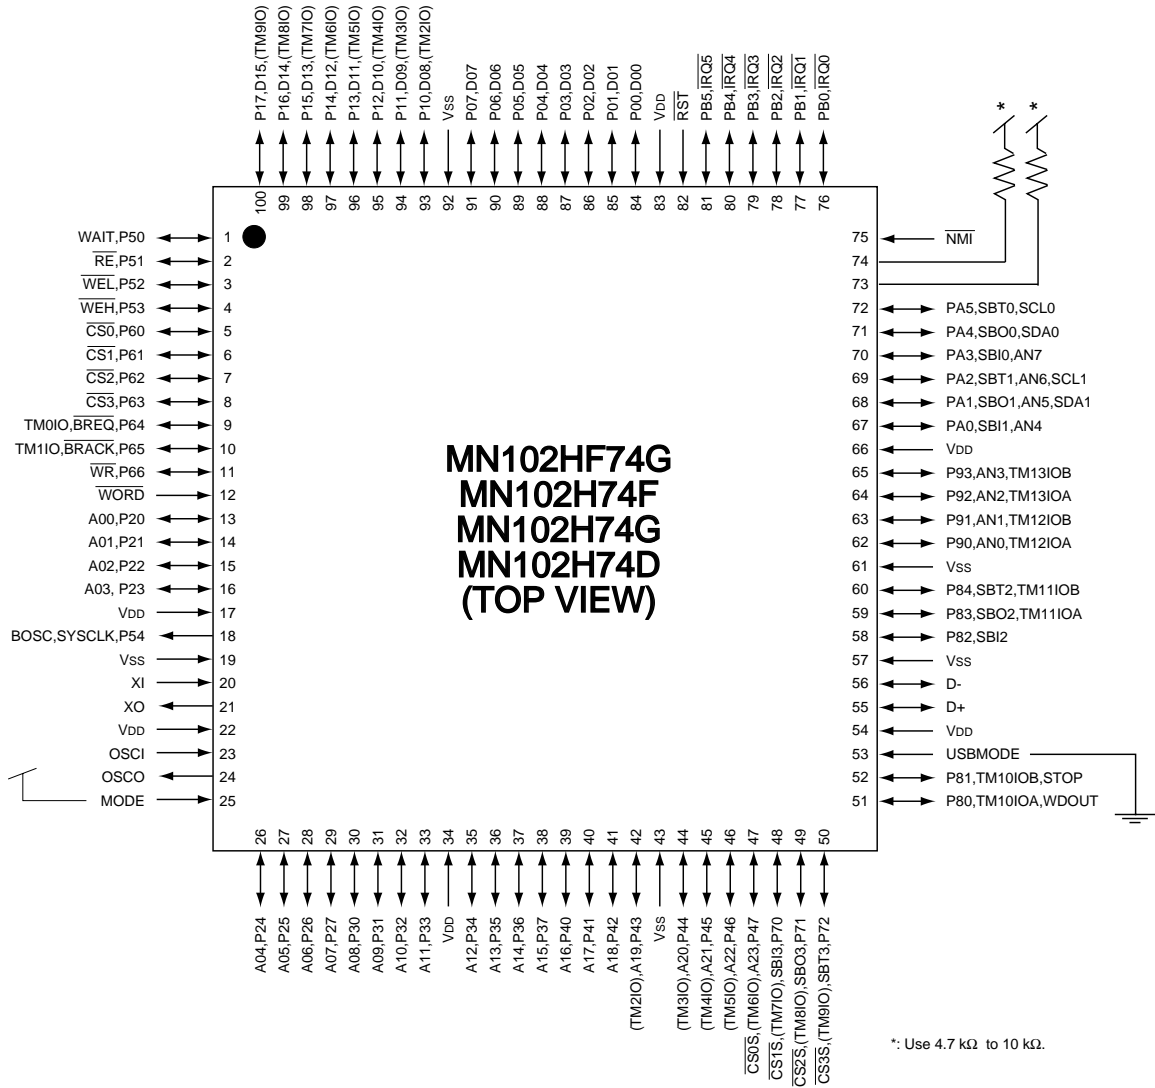 P17,D15,(TM9IO)
P16,D14,(TM8IO)
P15,D13,(TM7IO)
P14,D12,(TM6IO)
P13,D11,(TM5IO)
P12,D10,(TM4IO)
P11,D09,(TM3IO)
P10,D08,(TM2IO)
VSS
P07,D07
P06,D06
P05,D05
P04,D04
P03,D03
P02,D02
P01,D01
P00,D00
VDD
RST
PB5,IRQ5
PB4,IRQ4
PB3,IRQ3
PB2,IRQ2
PB1,IRQ1
PB0,IRQ0
* *
100 99 98 97 96 95 94 93 92 91 90 89 88 87 86 85 84 83 82 81 80 79 78 77 76
WAIT,P50 1
RE,P51 2
WEL,P52 3
WEH,P53 4
CS0,P60 5
CS1,P61 6
CS2,P62 7
CS3,P63 8
TM0IO,BREQ,P64 9
TM1IO,BRACK,P65 10
WR,P66 11
WORD 12
A00,P20 13
A01,P21 14
A02,P22 15
A03, P23 16
VDD 17
BOSC,SYSCLK,P54 18
VSS 19
XI 20
XO 21
VDD 22
OSCI 23
OSCO 24
MODE 25
MN102HF74G
MN102H74F
MN102H74G
MN102H74D
(TOP VIEW)
75 NMI
74
73
72 PA5,SBT0,SCL0
71 PA4,SBO0,SDA0
70 PA3,SBI0,AN7
69 PA2,SBT1,AN6,SCL1
68 PA1,SBO1,AN5,SDA1
67 PA0,SBI1,AN4
66 VDD
65 P93,AN3,TM13IOB
64 P92,AN2,TM13IOA
63 P91,AN1,TM12IOB
62 P90,AN0,TM12IOA
61 VSS
60 P84,SBT2,TM11IOB
59 P83,SBO2,TM11IOA
58 P82,SBI2
57 VSS
56 D-
55 D+
54 VDD
53 USBMODE
52 P81,TM10IOB,STOP
51 P80,TM10IOA,WDOUT
26 27 28 29 30 31 32 33 34 35 36 37 38 39 40 41 42 43 44 45 46 47 48 49 50
A04,P24
A05,P25
A06,P26
A07,P27
A08,P30
A09,P31
A10,P32
A11,P33
VDD
A12,P34
A13,P35
A14,P36
A15,P37
A16,P40
A17,P41
A18,P42
(TM2IO),A19,P43
VSS
(TM3IO),A20,P44
(TM4IO),A21,P45
(TM5IO),A22,P46
CS0S,(TM6IO),A23,P47
CS1S,(TM7IO),SBI3,P70
CS2S,(TM8IO),SBO3,P71
CS3S,(TM9IO),SBT3,P72
*: Use 4.7 kΩ to 10 kΩ.